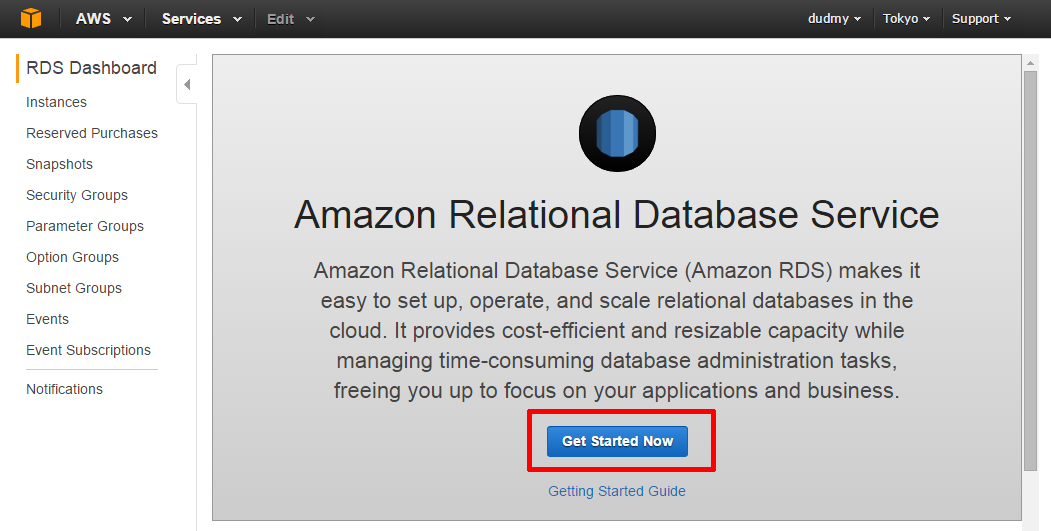 AWS Services Edit dudmy Tokyo Support
RDS Dashboard
Instances
Reserved Purchases
Snapshots
Security Groups
Parameter Groups
Option Groups
Subnet Groups
Events
Event Subscriptions
Notifications
Amazon Relational Database Service
Amazon Relational Database Service (Amazon RDS) makes it
easy to set up, operate, and scale relational databases in the
cloud. It provides cost-efficient and resizable capacity while
managing time-consuming database administration tasks,
freeing you up to focus on your applications and business.
Get Started Now
Getting Started Guide